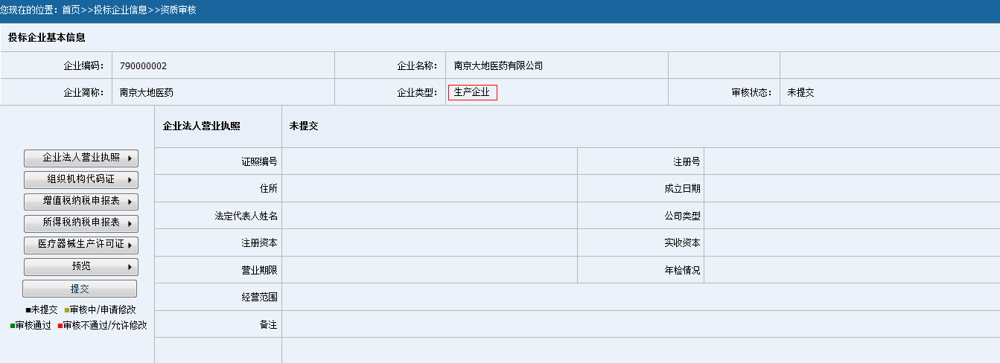 您现在的位置：首页>>投标企业信息>>资质审核
投标企业基本信息
企业编码： 790000002 企业名称： 南京大地医药有限公司
企业简称： 南京大地医药 企业类型： 生产企业 审核状态： 未提交
企业法人营业执照 未提交
企业法人营业执照
组织机构代码证
增值税纳税申报表
所得税纳税申报表
医疗器械生产许可证
预览
提交
■未提交 ■审核中/申请修改
■审核通过 ■审核不通过/允许修改
证照编号 注册号
住所 成立日期
法定代表人姓名 公司类型
注册资本 实收资本
营业期限 年检情况
经营范围
备注